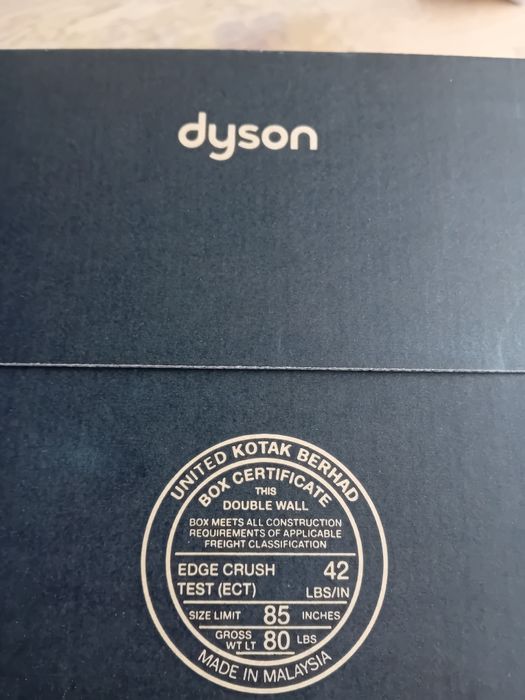 dyson
UNITED KOTAK BERHAD
BOX CERTIFICATE
THIS
DOUBLE WALL
BOX MEETS ALL CONSTRUCTION
REQUIREMENTS OF APPLICABLE
FREIGHT CLASSIFICATION
EDGE CRUSH 42
TEST (ECT) LBS/IN
SIZE LIMIT 85 INCHES
GROSS
WT LT 80 LBS
MADE IN MALAYSIA